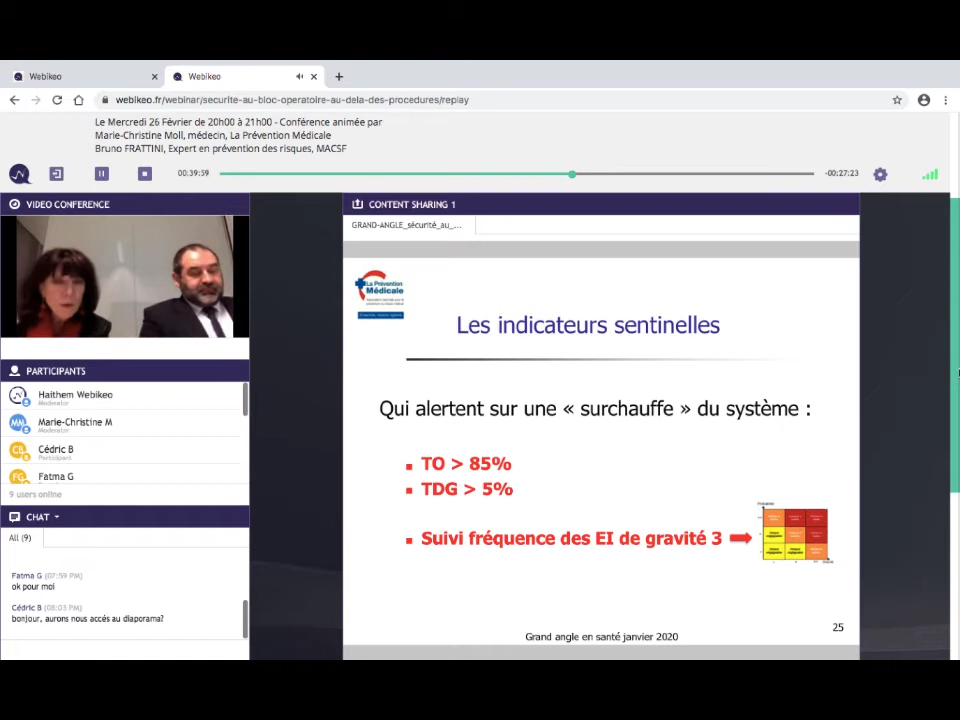 Webikeo
Webikeo
webikeo.fr/webinar/securite-au-bloc-operatoire-au-dela-des-procedures/replay
Le Mercredi 26 Février de 20h00 à 21h00 - Conférence animée par
Marie-Christine Moll, médecin, La Prévention Médicale
Bruno FRATTINI, Expert en prévention des risques, MACSF
00:39:59
-00:27:23
VIDEO CONFERENCE
PARTICIPANTS
Haithem Webikeo
Moderator
MM
Marie-Christine M
Moderator
CB
Cédric B
Participant
FG
Fatma G
9 users online
CHAT
All (9)
Fatma G (07:59 PM)
ok pour moi
Cédric B (08:03 PM)
bonjour, aurons nous accés au diaporama?
CONTENT SHARING 1
GRAND-ANGLE_sécurité_au_...
La Prévention
Médicale
Les indicateurs sentinelles
Qui alertent sur une « surchauffe » du système :
TO > 85%
TDG > 5%
Suivi fréquence des EI de gravité 3
Grand angle en santé janvier 2020
25